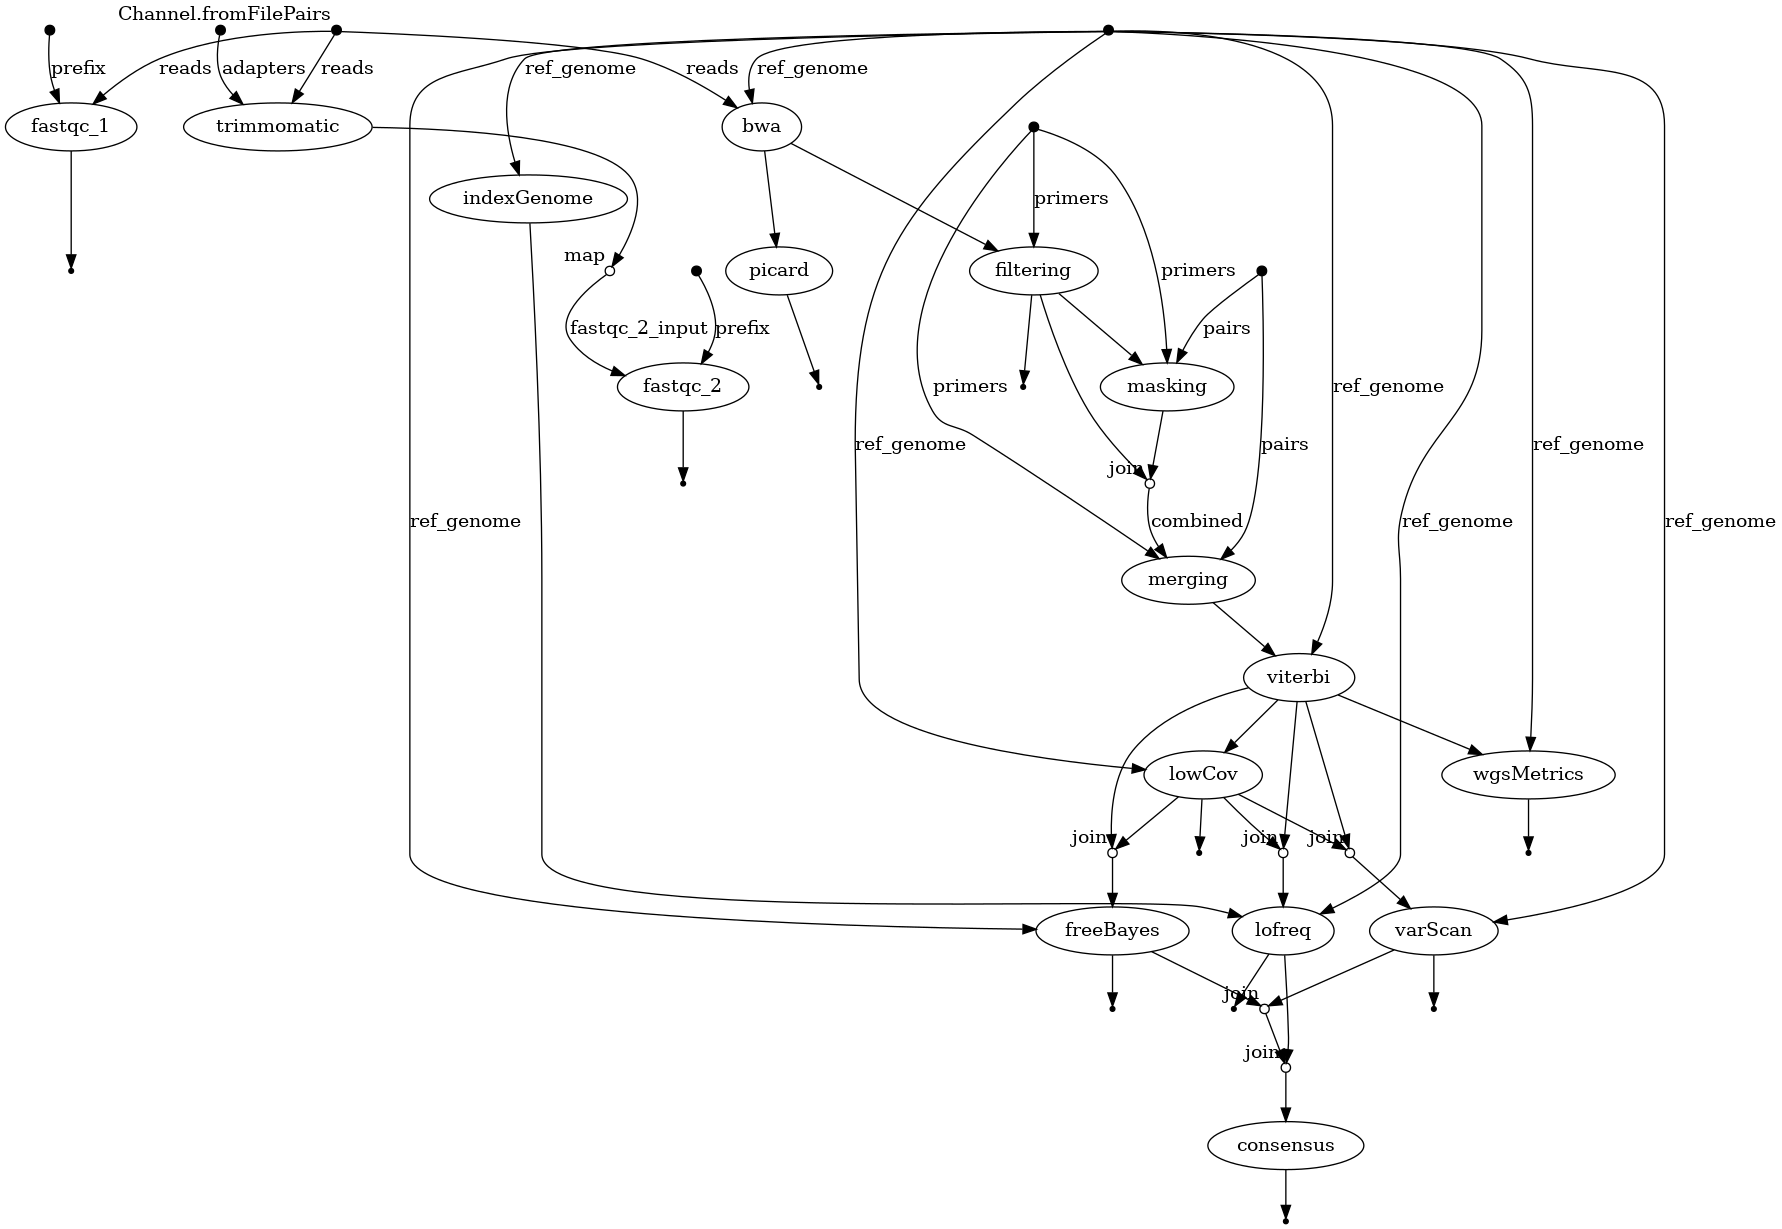 Channel.fromFilePairs
prefix
reads
adapters
reads
ref_genome
reads
ref_genome
fastqc_1
trimmomatic
bwa
indexGenome
primers
map
picard
filtering
primers
fastqc_2_input
prefix
pairs
ref_genome
fastqc_2
primers
masking
ref_genome
pairs
ref_genome
join
ref_genome
combined
ref_genome
ref_genome
merging
viterbi
lowCov
wgsMetrics
join
join
join
freeBayes
lofreq
varScan
join
join
consensus